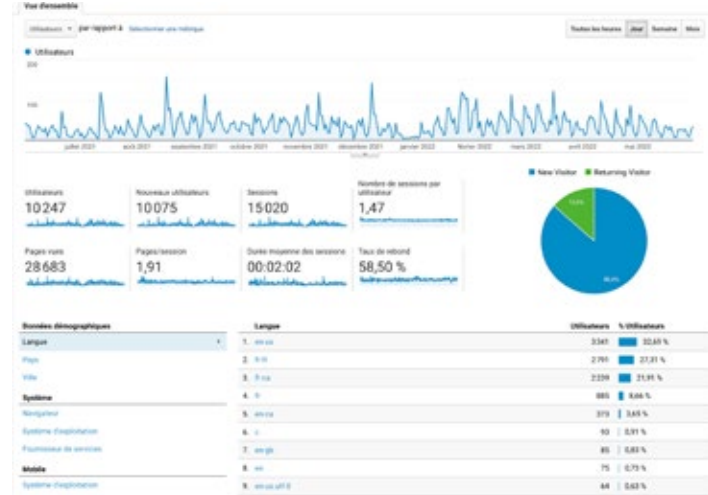 Vue d'ensemble
Utilisateurs par rapport à Sélectionner une métrique
Toutes les heures Jour Semaine Mois
Utilisateurs
200
100
juillet 2021 août 2021 septembre 2021 octobre 2021 novembre 2021 décembre 2021 janvier 2022 février 2022 mars 2022 avril 2022 mai 2022
New Visitor Returning Visitor
Utilisateurs
10 247
Nouveaux utilisateurs
10 075
Sessions
15 020
Nombre de sessions par
utilisateur
1,47
Pages vues
28 683
Pages/session
1,91
Durée moyenne des sessions
00:02:02
Taux de rebond
58,50 %
Données démographiques
Langue
Pays
Ville
Système
Navigateur
Système d'exploitation
Fournisseur de services
Mobile
Système d'exploitation
Langue Utilisateurs % Utilisateurs
1. en-us 3 341 32,65 %
2. fr-fr 2 791 27,31 %
3. fr-ca 2 239 21,91 %
4. fr 885 8,66 %
5. en-ca 373 3,65 %
6. c 93 0,91 %
7. en-gb 85 0,83 %
8. en 75 0,73 %
9. 64 0,63 %